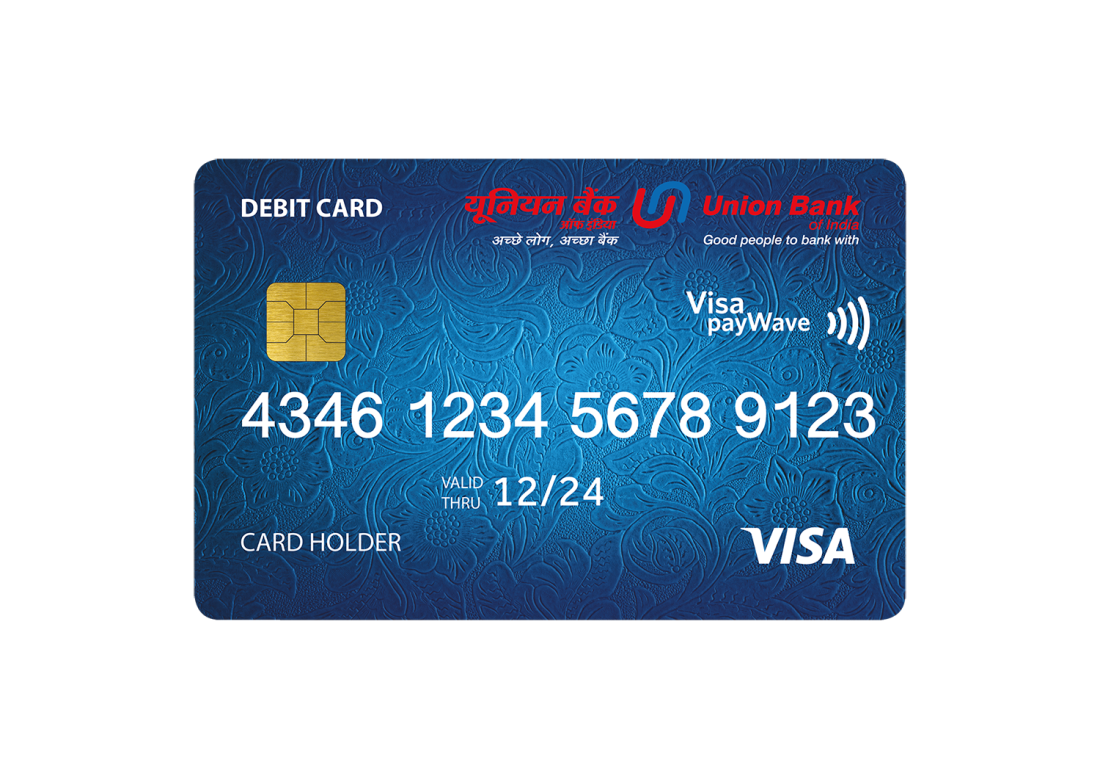 DEBIT CARD
यूनियन बैंक
ऑफ इंडिया
अच्छे लोग, अच्छा बैंक
Union Bank
of India
Good people to bank with
Visa
payWave
4346 1234 5678 9123
VALID
THRU 12/24
CARD HOLDER
VISA